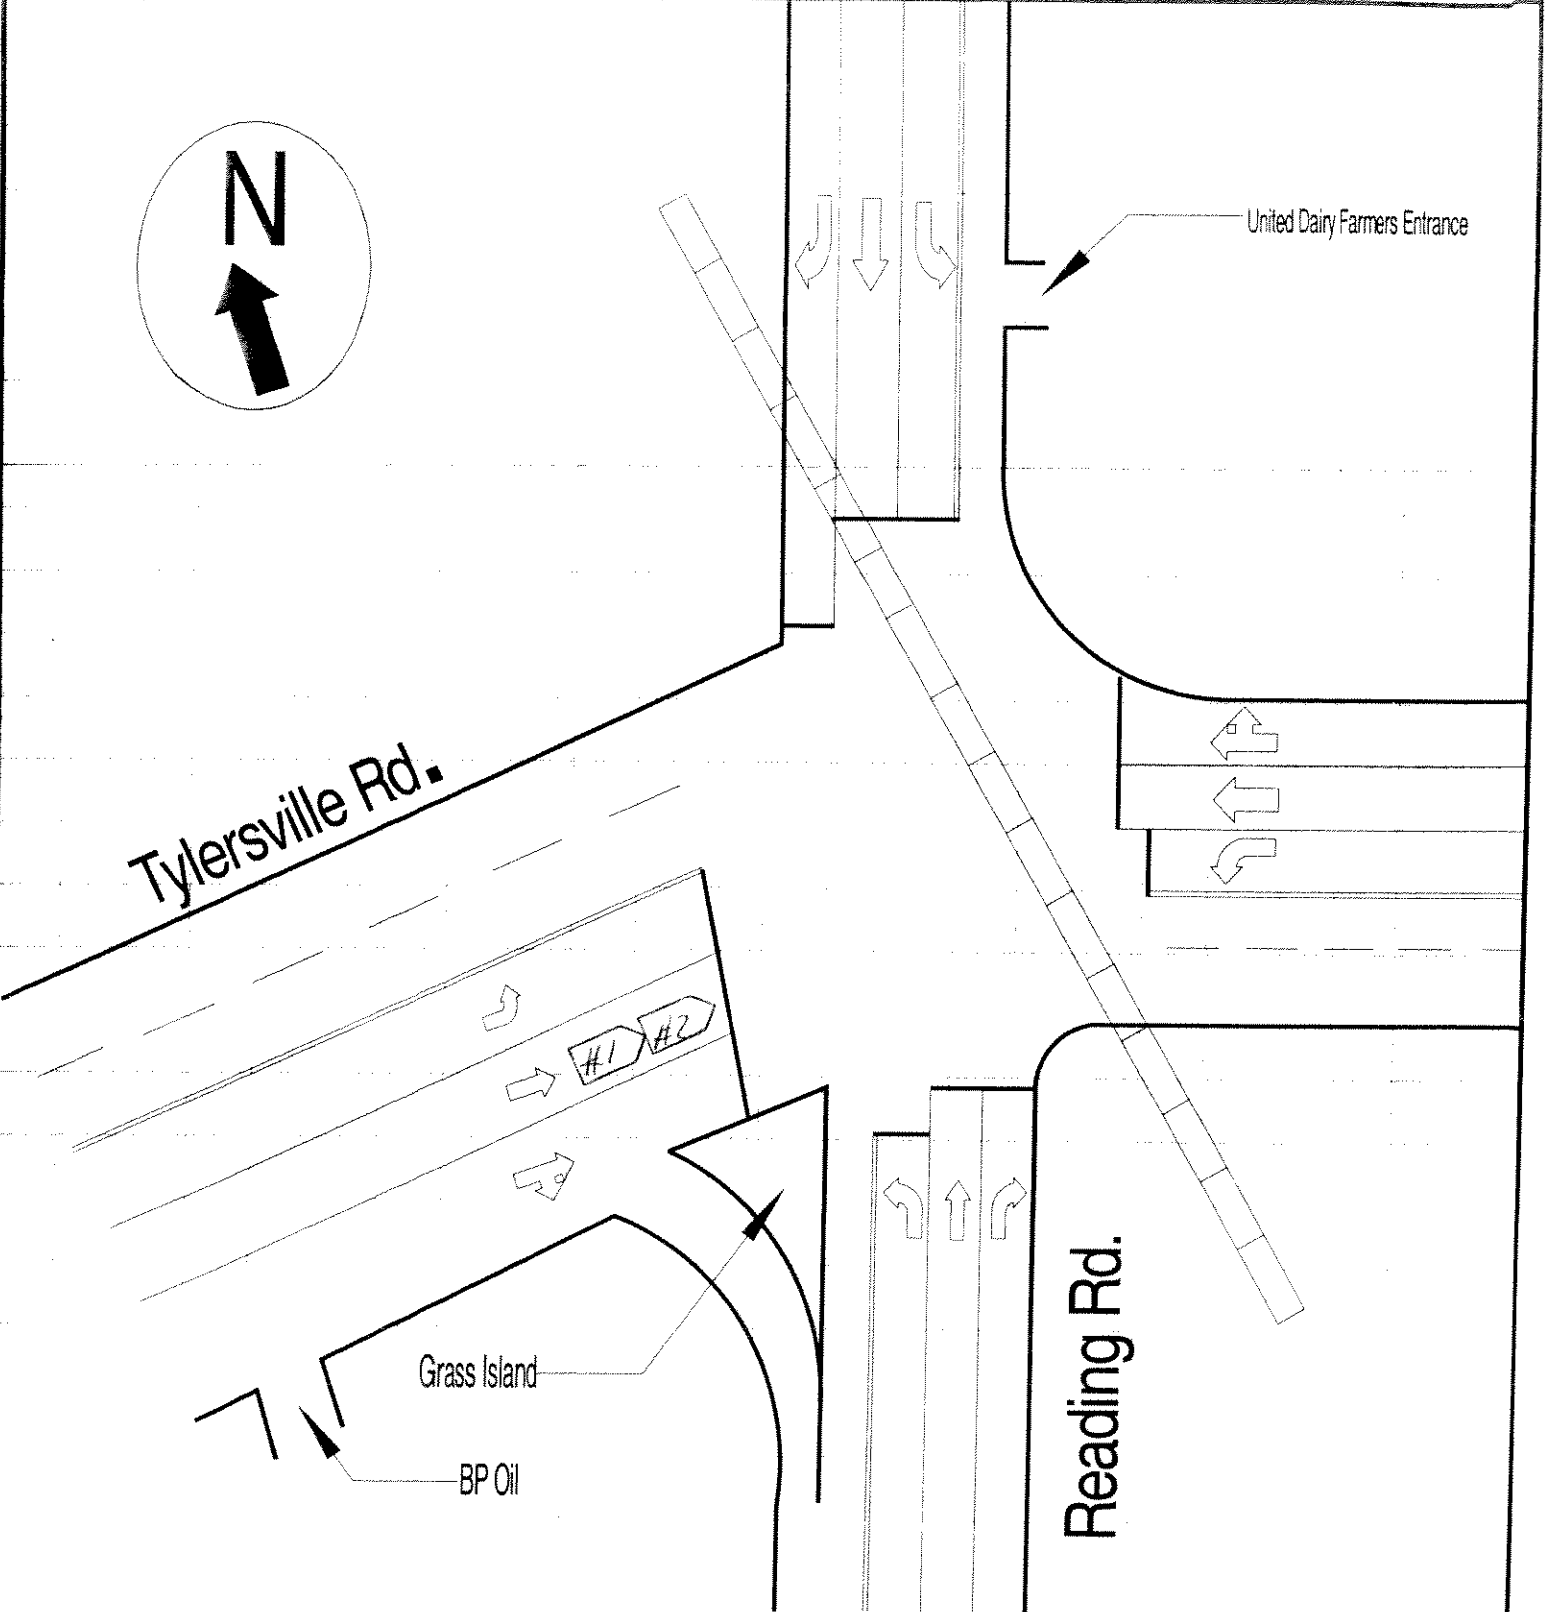 N
United Dairy Farmers Entrance
Tylersville Rd.
#1
#2
Grass Island
BP Oil
Reading Rd.